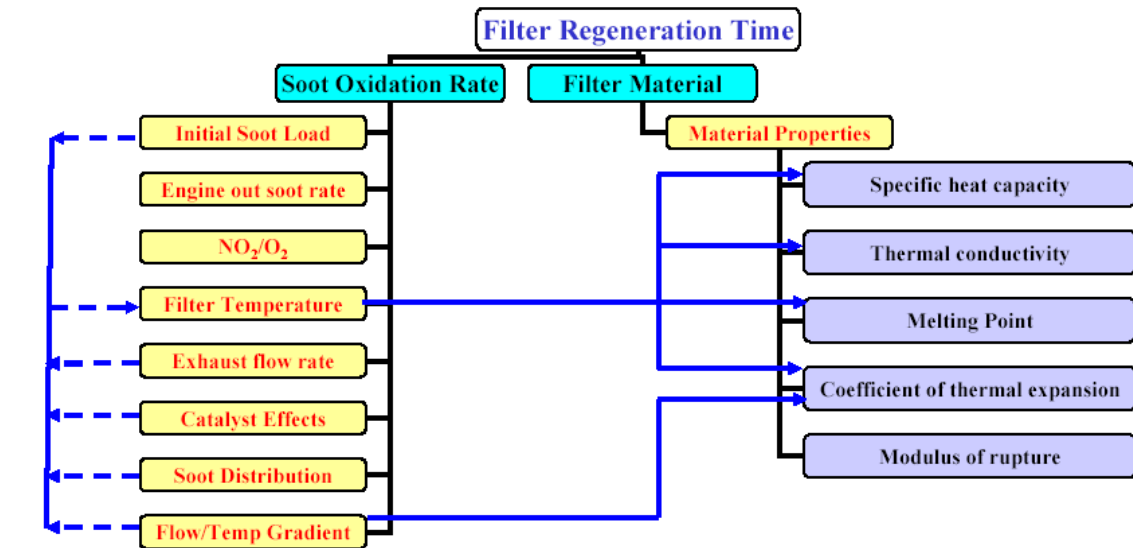 Filter Regeneration Time
Soot Oxidation Rate
Filter Material
Initial Soot Load
Material Properties
Engine out soot rate
Specific heat capacity
NO₂/O₂
Thermal conductivity
Filter Temperature
Melting Point
Exhaust flow rate
Coefficient of thermal expansion
Catalyst Effects
Modulus of rupture
Soot Distribution
Flow/Temp Gradient